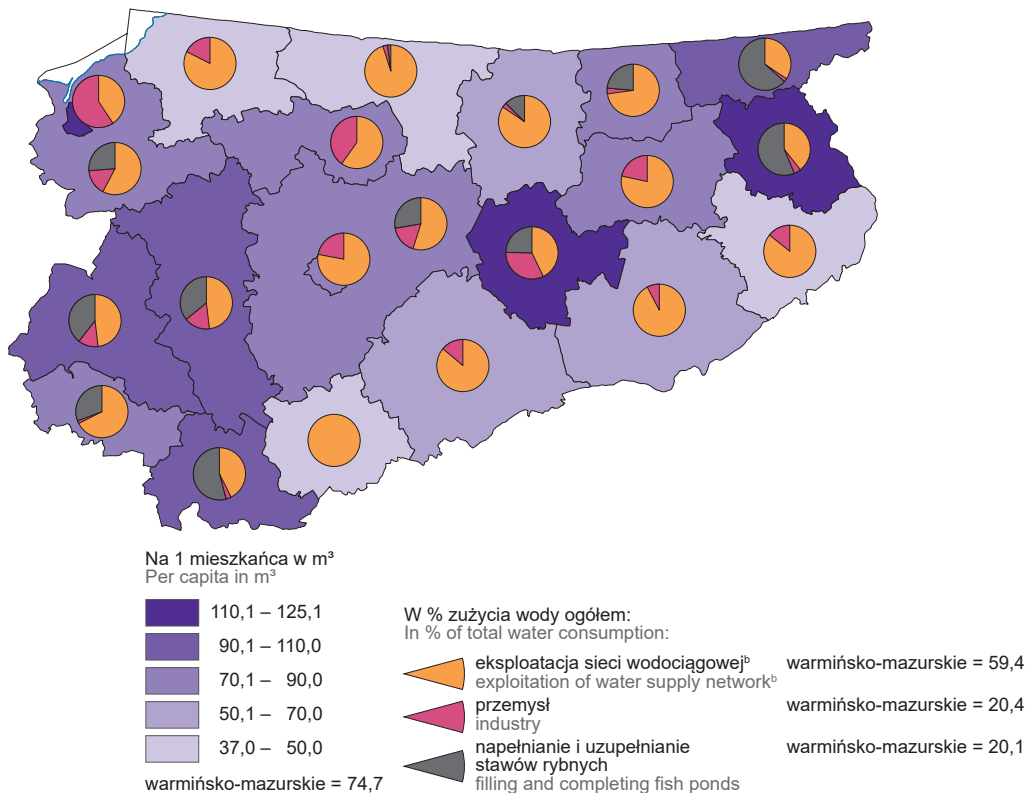 Na 1 mieszkańca w m³
Per capita in m³
110,1 – 125,1
90,1 – 110,0
70,1 – 90,0
50,1 – 70,0
37,0 – 50,0
warmińsko-mazurskie = 74,7
W % zużycia wody ogółem:
In % of total water consumption:
eksploatacja sieci wodociągowejᵇ warmińsko-mazurskie = 59,4
exploitation of water supply networkᵇ
przemysł warmińsko-mazurskie = 20,4
industry
napełnianie i uzupełnianie warmińsko-mazurskie = 20,1
stawów rybnych
filling and completing fish ponds